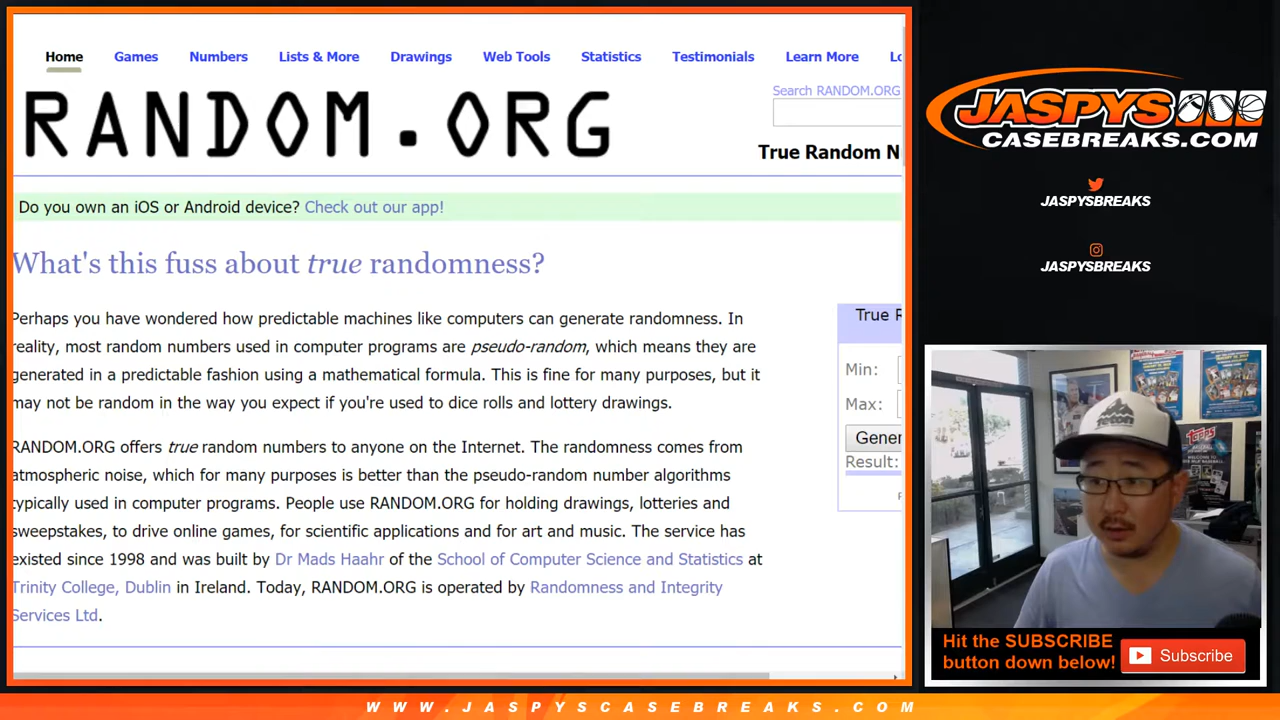 Home Games Numbers Lists & More Drawings Web Tools Statistics Testimonials Learn More Lo
RANDOM.ORG
Search RANDOM.ORG
True Random N
Do you own an iOS or Android device? Check out our app!
What's this fuss about true randomness?
Perhaps you have wondered how predictable machines like computers can generate randomness. In
reality, most random numbers used in computer programs are pseudo-random, which means they are
generated in a predictable fashion using a mathematical formula. This is fine for many purposes, but it
may not be random in the way you expect if you're used to dice rolls and lottery drawings.
RANDOM.ORG offers true random numbers to anyone on the Internet. The randomness comes from
atmospheric noise, which for many purposes is better than the pseudo-random number algorithms
typically used in computer programs. People use RANDOM.ORG for holding drawings, lotteries and
sweepstakes, to drive online games, for scientific applications and for art and music. The service has
existed since 1998 and was built by Dr Mads Haahr of the School of Computer Science and Statistics at
Trinity College, Dublin in Ireland. Today, RANDOM.ORG is operated by Randomness and Integrity
Services Ltd.
True R
Min:
Max:
Gener
Result:
JASPYS
CASEBREAKS.COM
JASPYSBREAKS
JASPYSBREAKS
topps
Hit the SUBSCRIBE
button down below!
Subscribe
WWW.JASPYSCASEBREAKS.COM